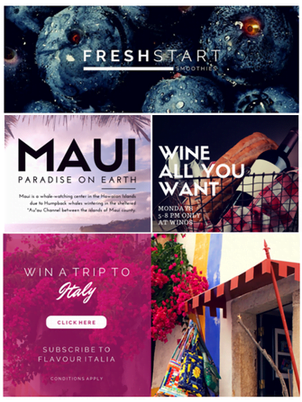 FRESHSTART
SMOOTHIES
MAUI
PARADISE ON EARTH
Maui is a whale-watching center in the Hawaiian Islands
due to Humpback whales wintering in the sheltered
'Au'au Channel between the islands of Maui county.
WINE
ALL YOU
WANT
MONDAY
5-8 PM ONLY
AT WINDS
WIN A TRIP TO
Italy
CLICK HERE
SUBSCRIBE TO
FLAVOUR ITALIA
CONDITIONS APPLY